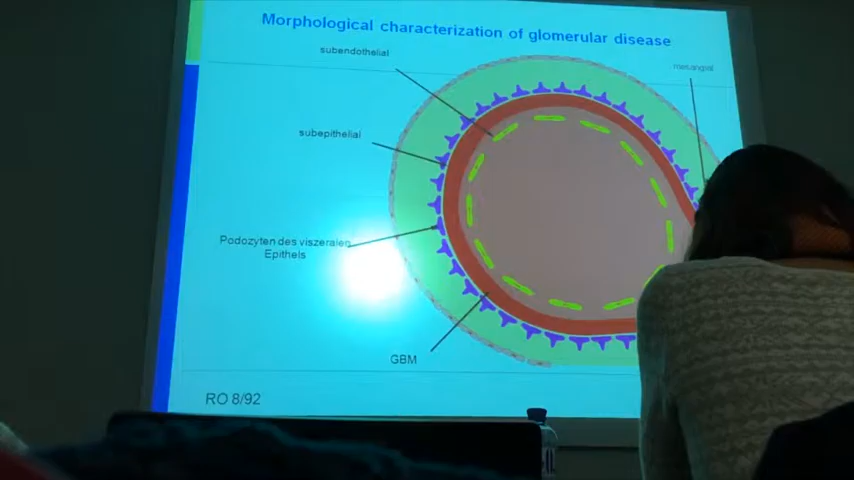 Morphological characterization of glomerular disease
subendothelial
mesangial
subepithelial
Podozyten des viszeralen
Epithels
GBM
RO 8/92